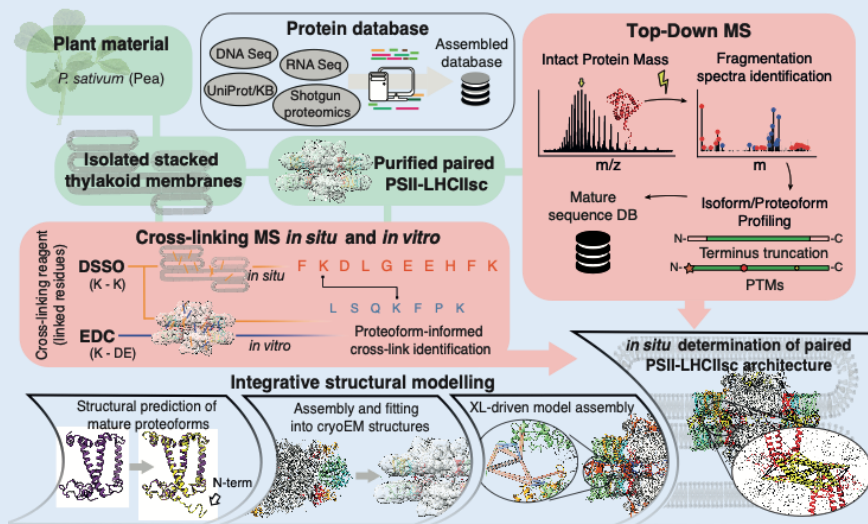 Plant material
P. sativum (Pea)
Protein database
DNA Seq
RNA Seq
UniProt/KB
Shotgun
proteomics
Assembled
database
Top-Down MS
Intact Protein Mass
Fragmentation
spectra identification
m/z
m
Mature
sequence DB
Isoform/Proteoform
Profiling
N-
-C
Terminus truncation
N-
-C
PTMs
Isolated stacked
thylakoid membranes
Purified paired
PSII-LHCIIsc
Cross-linking MS in situ and in vitro
Cross-linking reagent
(linked residues)
DSSO
(K - K)
in situ
F K D L G E E H F K
L S Q K F P K
EDC
(K - DE)
in vitro
Proteoform-informed
cross-link identification
Integrative structural modelling
Structural prediction of
mature proteoforms
N-term
Assembly and fitting
into cryoEM structures
XL-driven model assembly
in situ determination of paired
PSII-LHCIIsc architecture